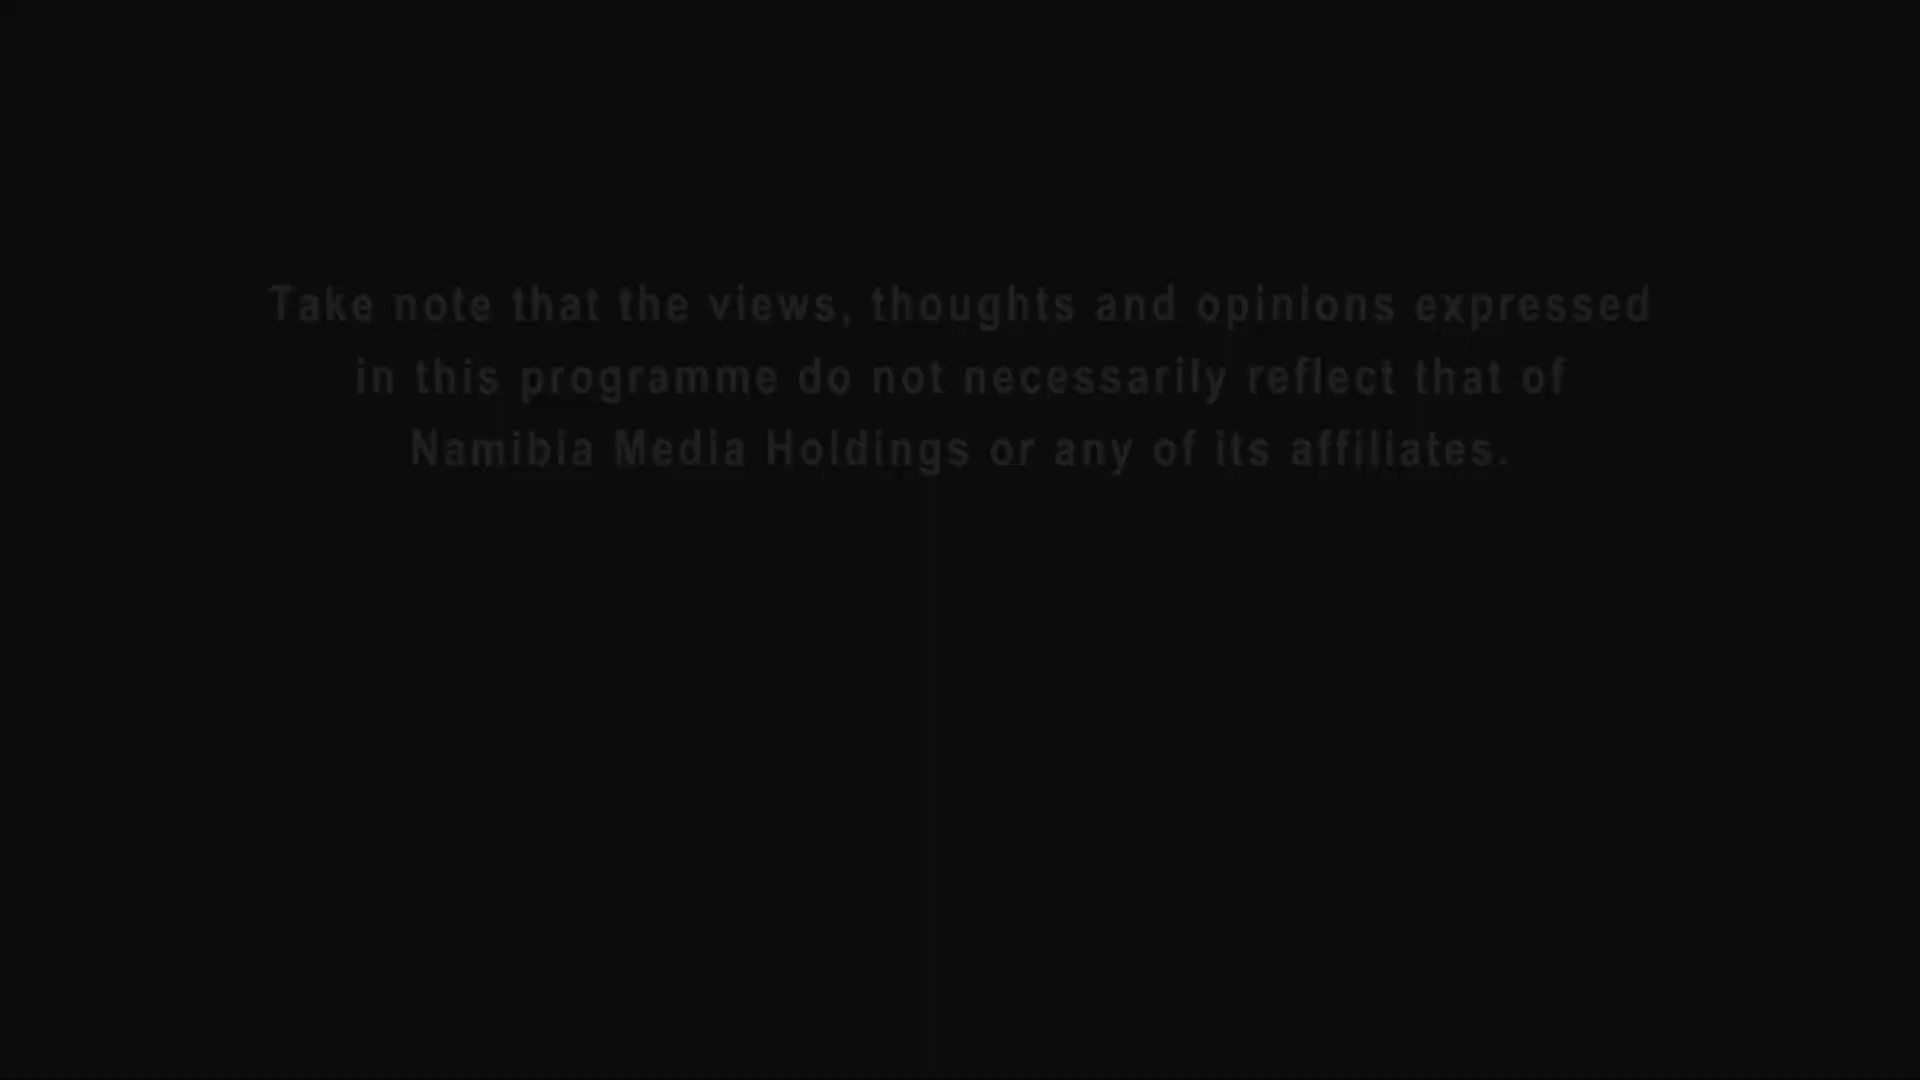 Take note that the views, thoughts and opinions expressed
in this programme do not necessarily reflect that of
Namibia Media Holdings or any of its affiliates.